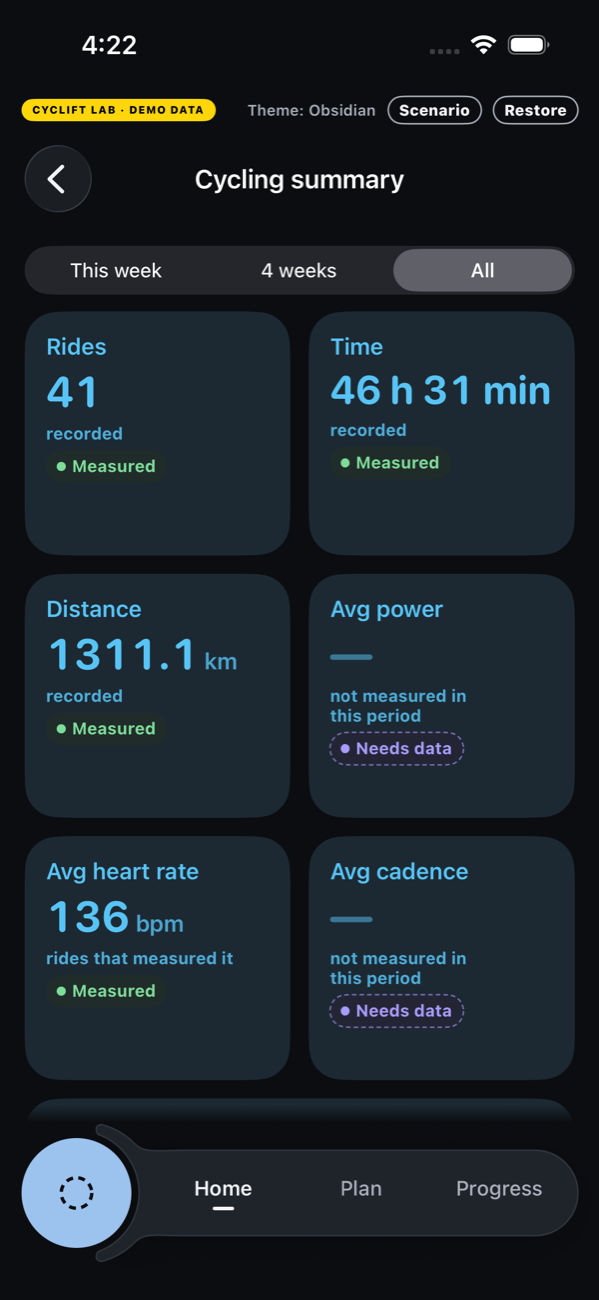 4:22
CYCLIFT LAB · DEMO DATA
Theme: Obsidian
Scenario
Restore
Cycling summary
This week
4 weeks
All
Rides
41
recorded
Measured
Time
46 h 31 min
recorded
Measured
Distance
1311.1 km
recorded
Measured
Avg power
—
not measured in
this period
Needs data
Avg heart rate
136 bpm
rides that measured it
Measured
Avg cadence
—
not measured in
this period
Needs data
Home
Plan
Progress